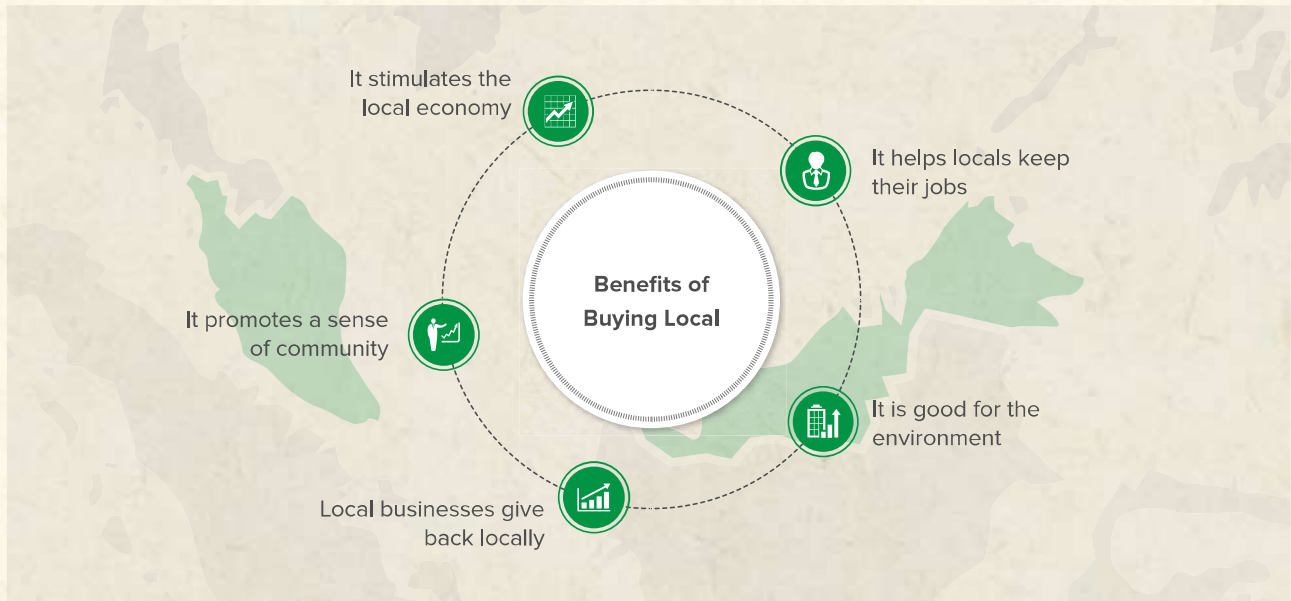 Benefits of
Buying Local
It stimulates the
local economy
It helps locals keep
their jobs
It is good for the
environment
Local businesses give
back locally
It promotes a sense
of community